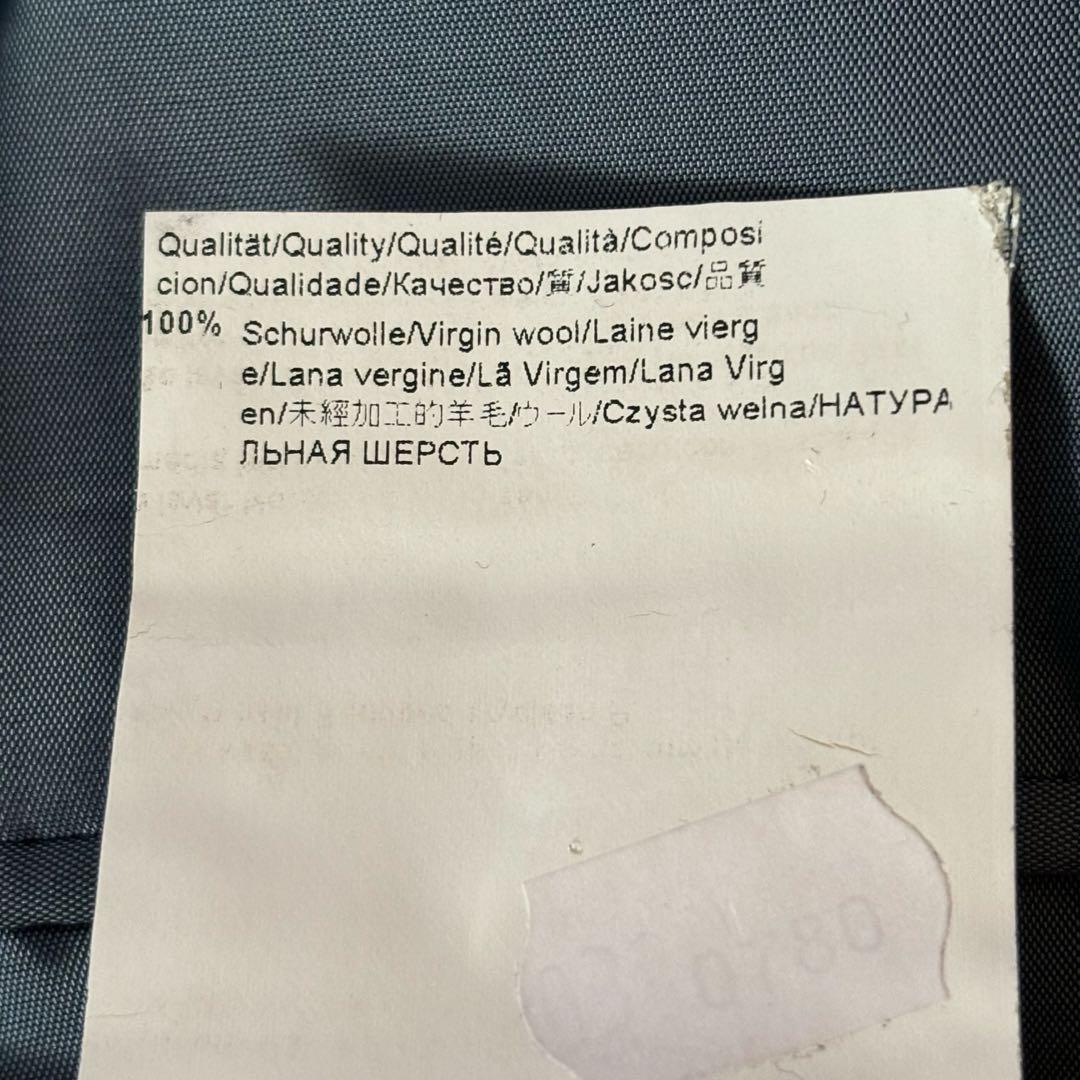 Qualität/Quality/Qualité/Qualità/Composi
cion/Qualidade/Качество/質/Jakosc/品質
100% Schurwolle/Virgin wool/Laine vierg
e/Lana vergine/Lã Virgem/Lana Virg
en/未經加工的羊毛/ウール/Czysta welna/НАТУРА
ЛЬНАЯ ШЕРСТЬ